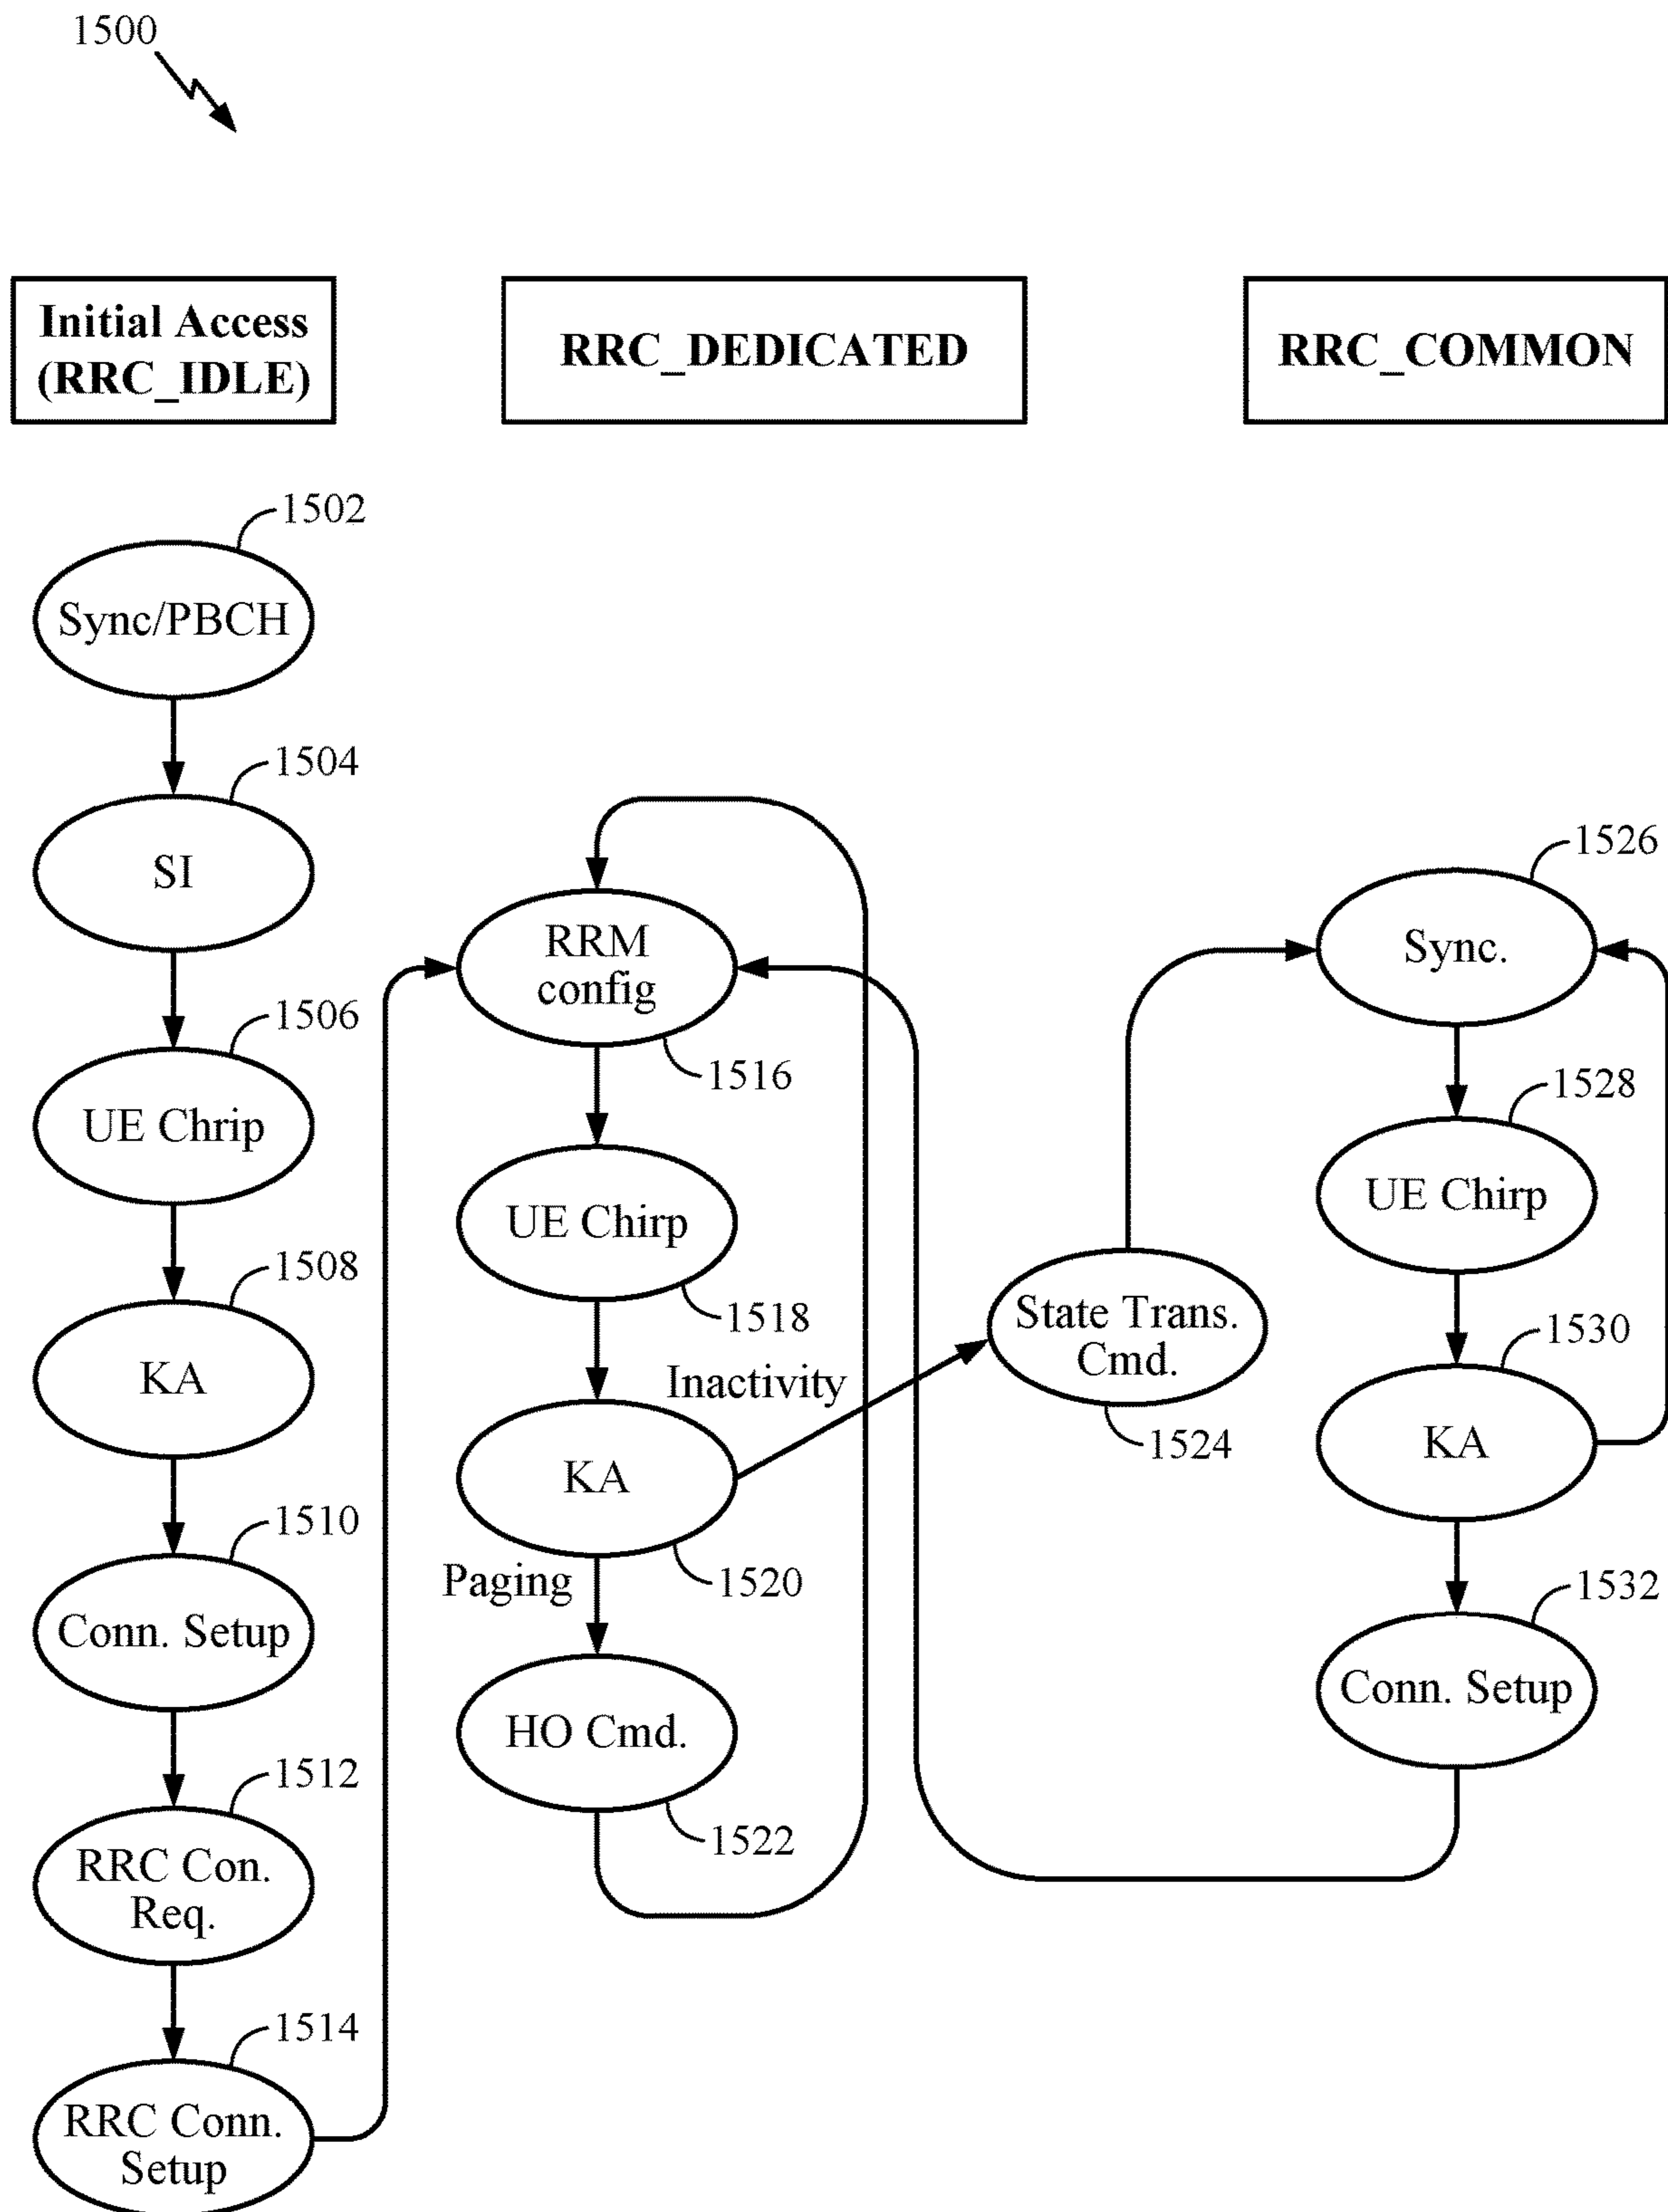 1500
Initial Access
(RRC_IDLE)
RRC_DEDICATED
RRC_COMMON
1502
Sync/PBCH
1504
SI
1506
UE Chrip
1508
KA
1510
Conn. Setup
1512
RRC Con.
Req.
1514
RRC Conn.
Setup
RRM
config
1516
UE Chirp
1518
Inactivity
KA
1520
Paging
HO Cmd.
1522
State Trans.
Cmd.
1524
1526
Sync.
1528
UE Chirp
1530
KA
1532
Conn. Setup